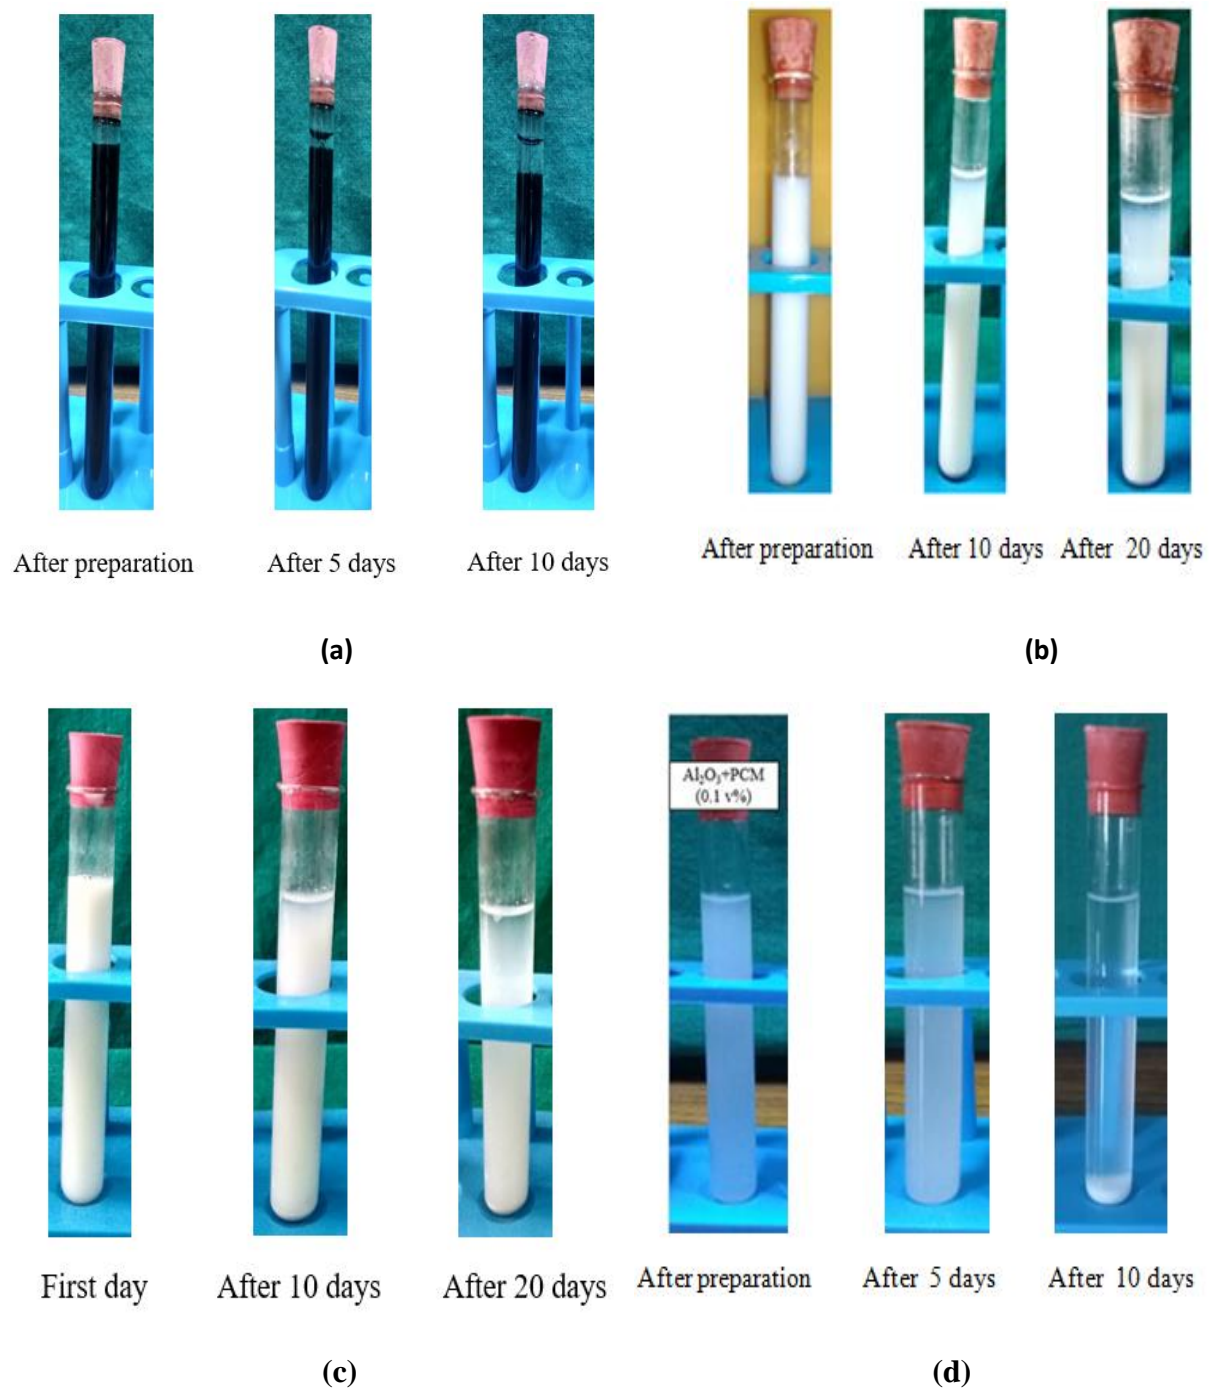 After preparation
After 5 days
After 10 days
After preparation
After 10 days
After 20 days
(a)
(b)
Al₂O₃+PCM
(0.1 v%)
First day
After 10 days
After 20 days
After preparation
After 5 days
After 10 days
(c)
(d)